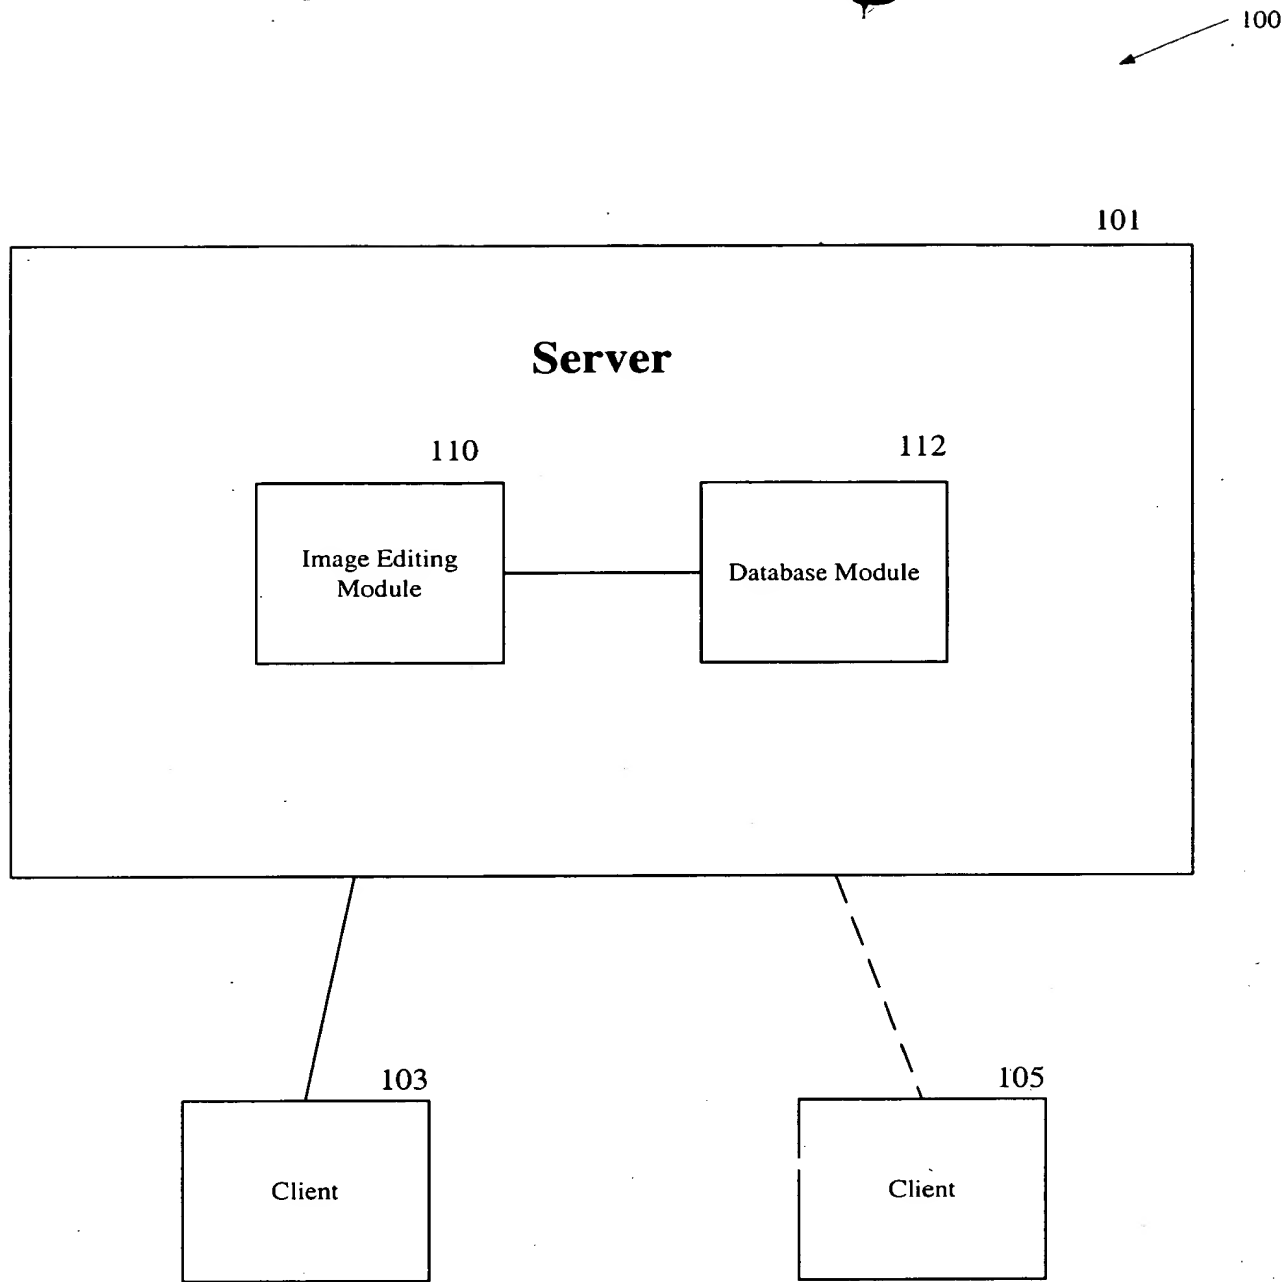 100
101
Server
110
112
Image Editing
Module
Database Module
103
105
Client
Client